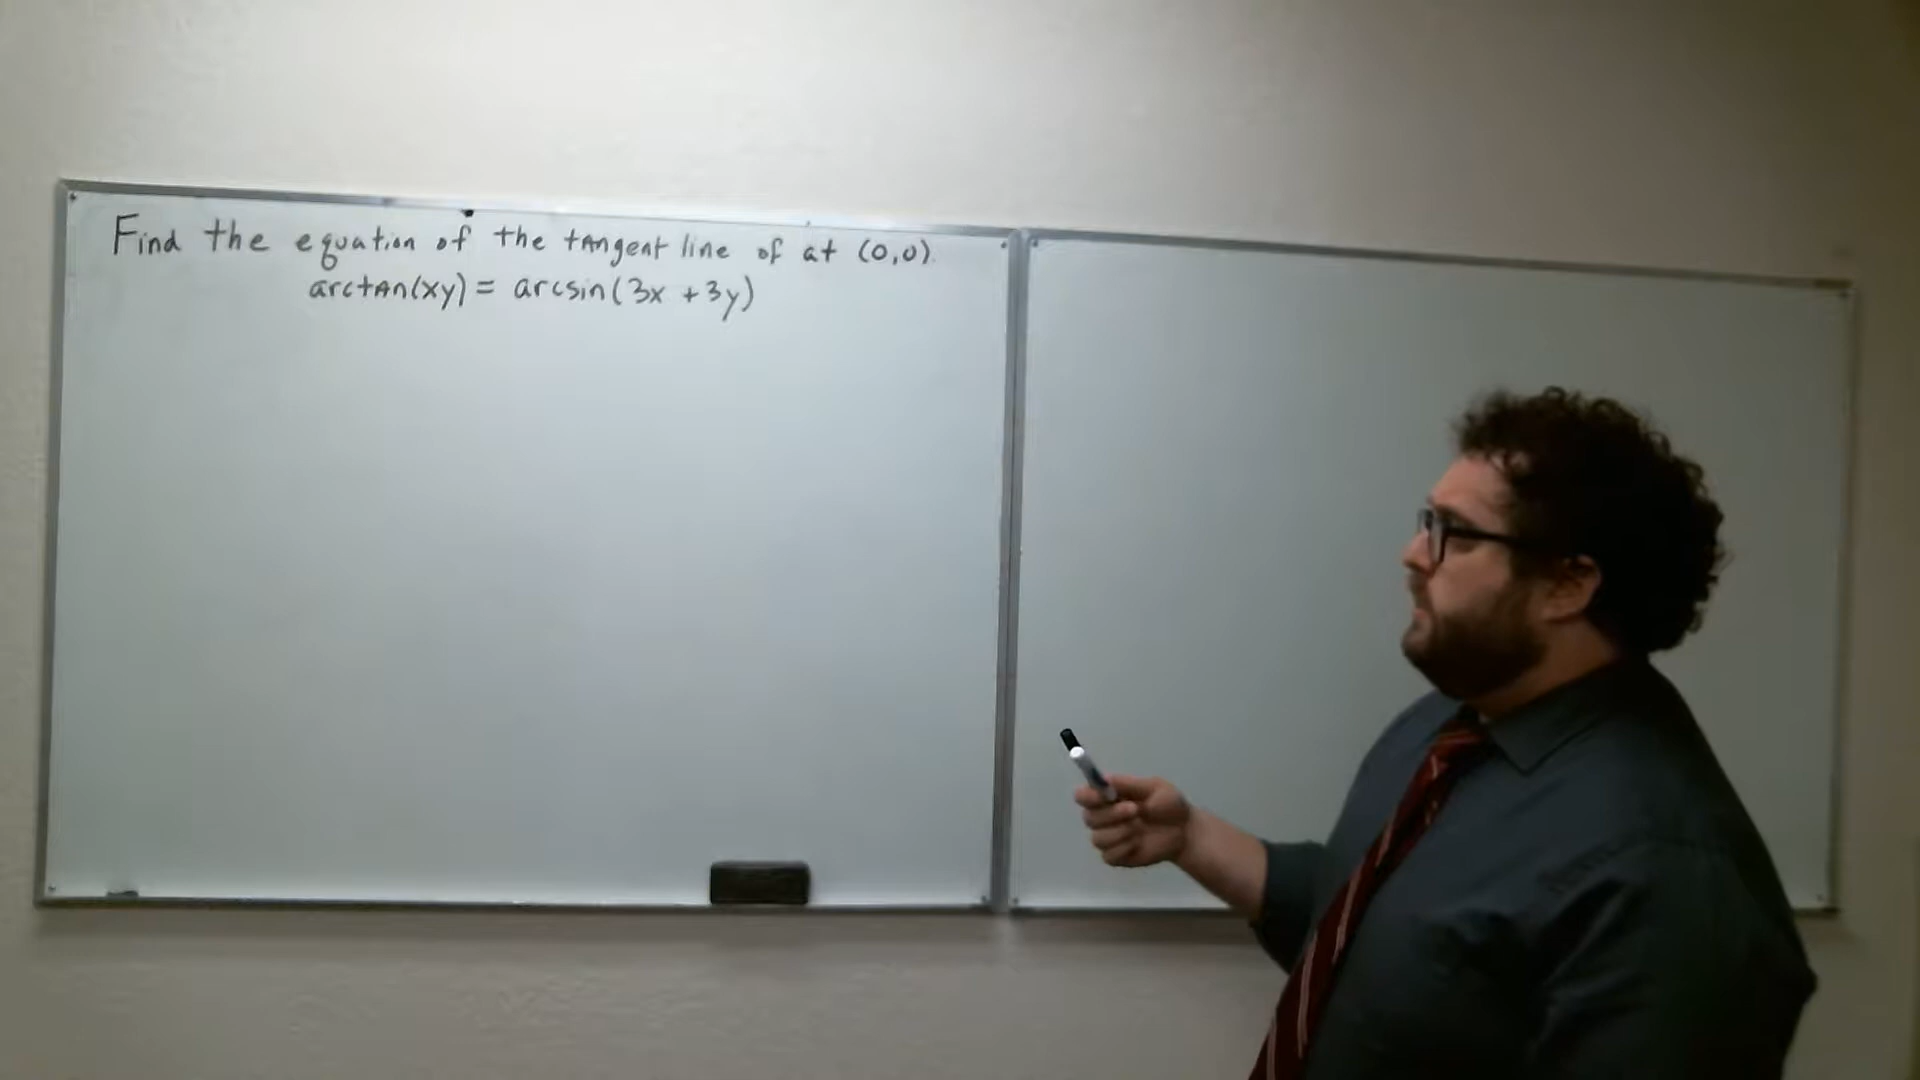 Find the equation of the tangent line of at (0,0).
arctan(xy) = arcsin(3x + 3y)